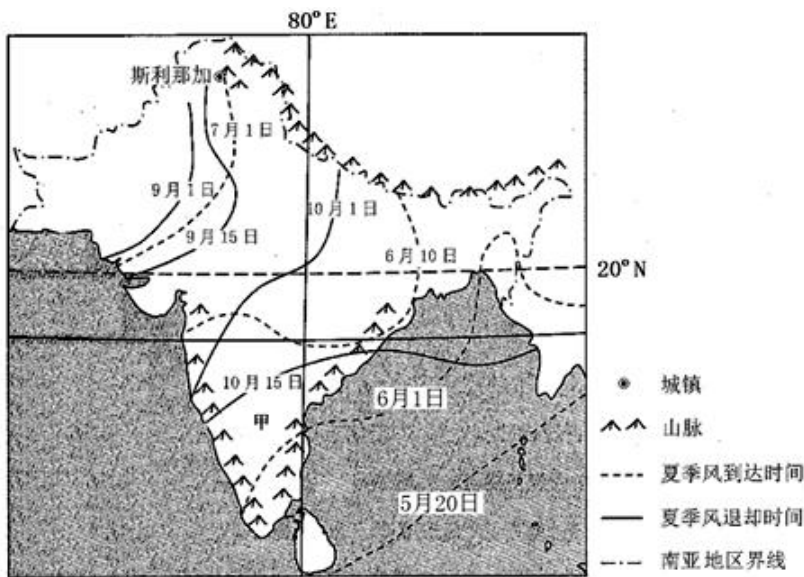 80°E
斯利那加
7月1日
9月1日
10月1日
9月15日
6月10日
20°N
10月15日
6月1日
甲
5月20日
城镇
山脉
夏季风到达时间
夏季风退却时间
南亚地区界线